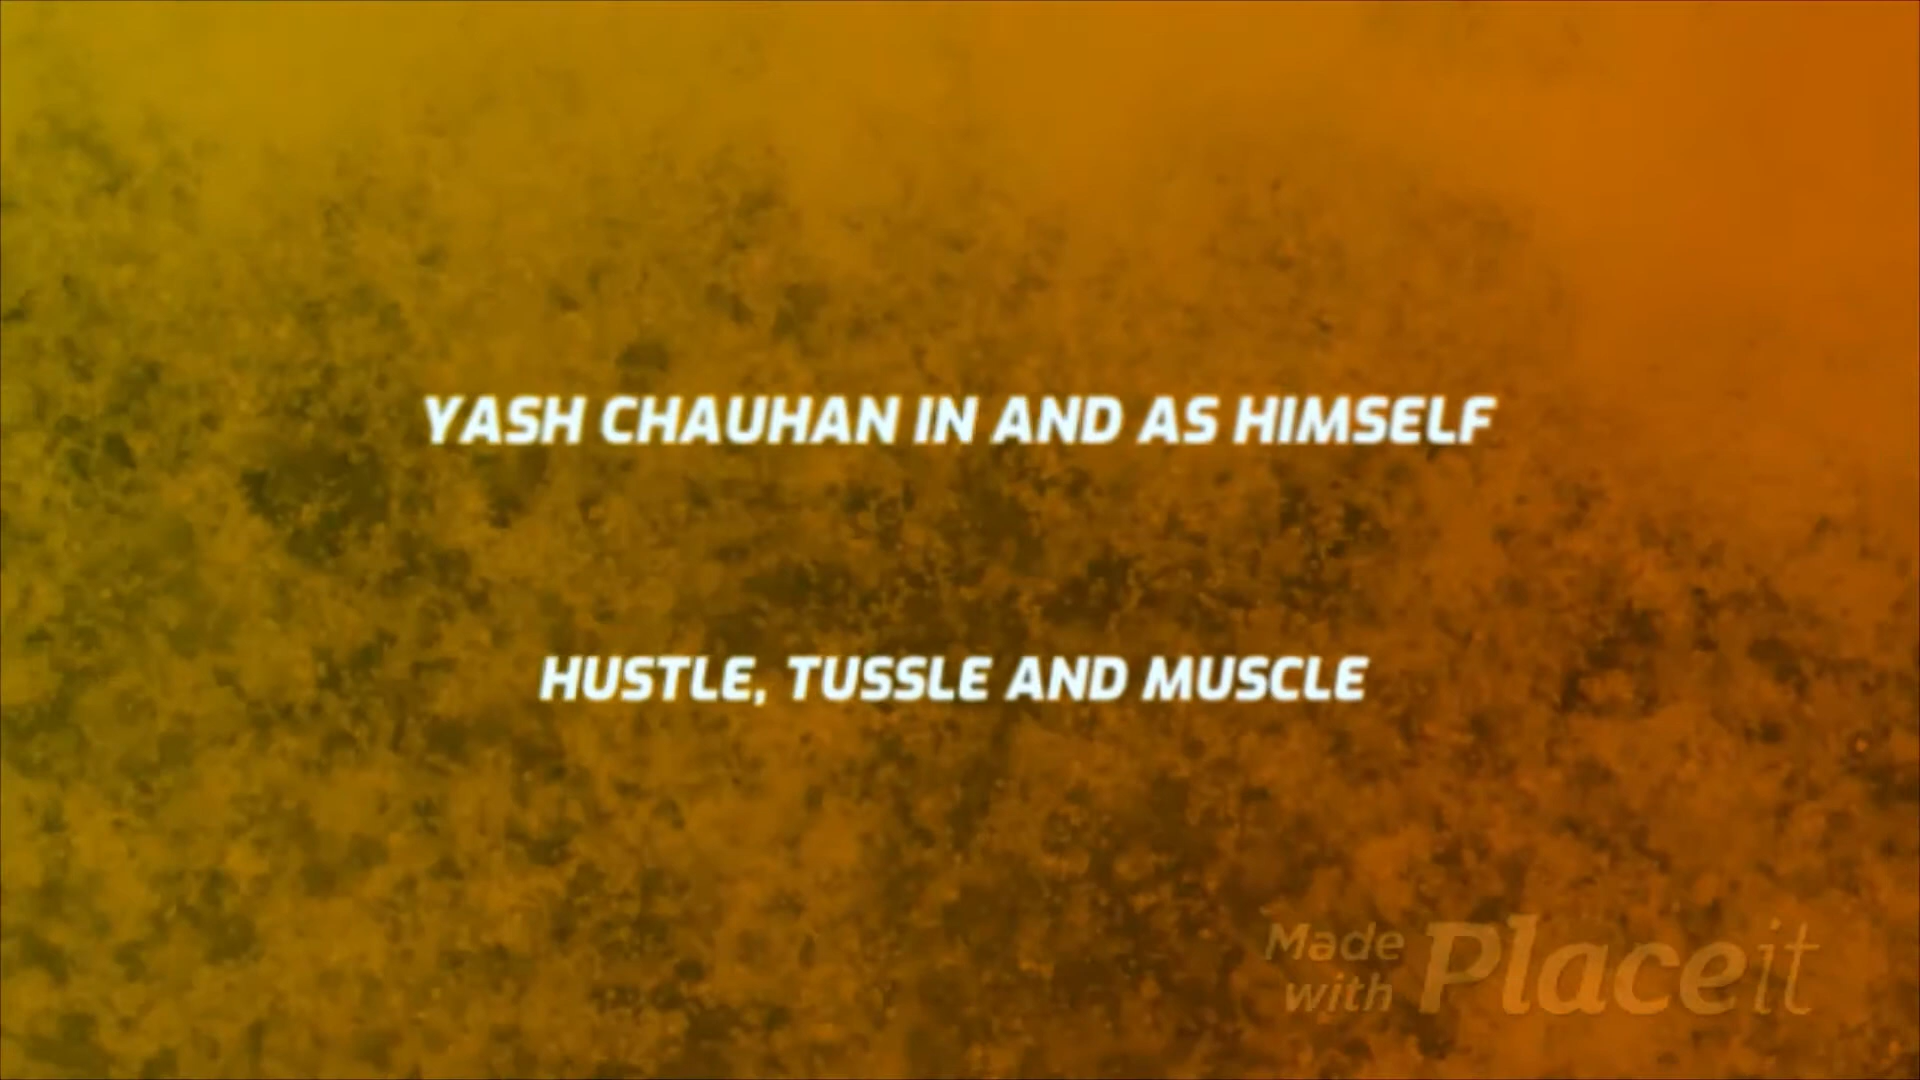 YASH CHAUHAN IN AND AS HIMSELF
HUSTLE, TUSSLE AND MUSCLE
Made
with Placeit